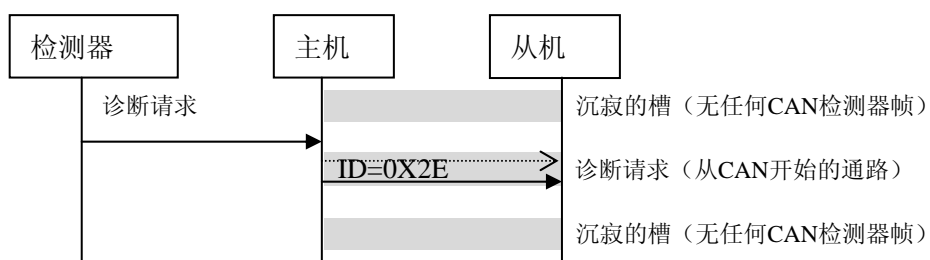 检测器
主机
从机
诊断请求
沉寂的槽（无任何CAN检测器帧）
ID=0X2E
诊断请求（从CAN开始的通路）
沉寂的槽（无任何CAN检测器帧）